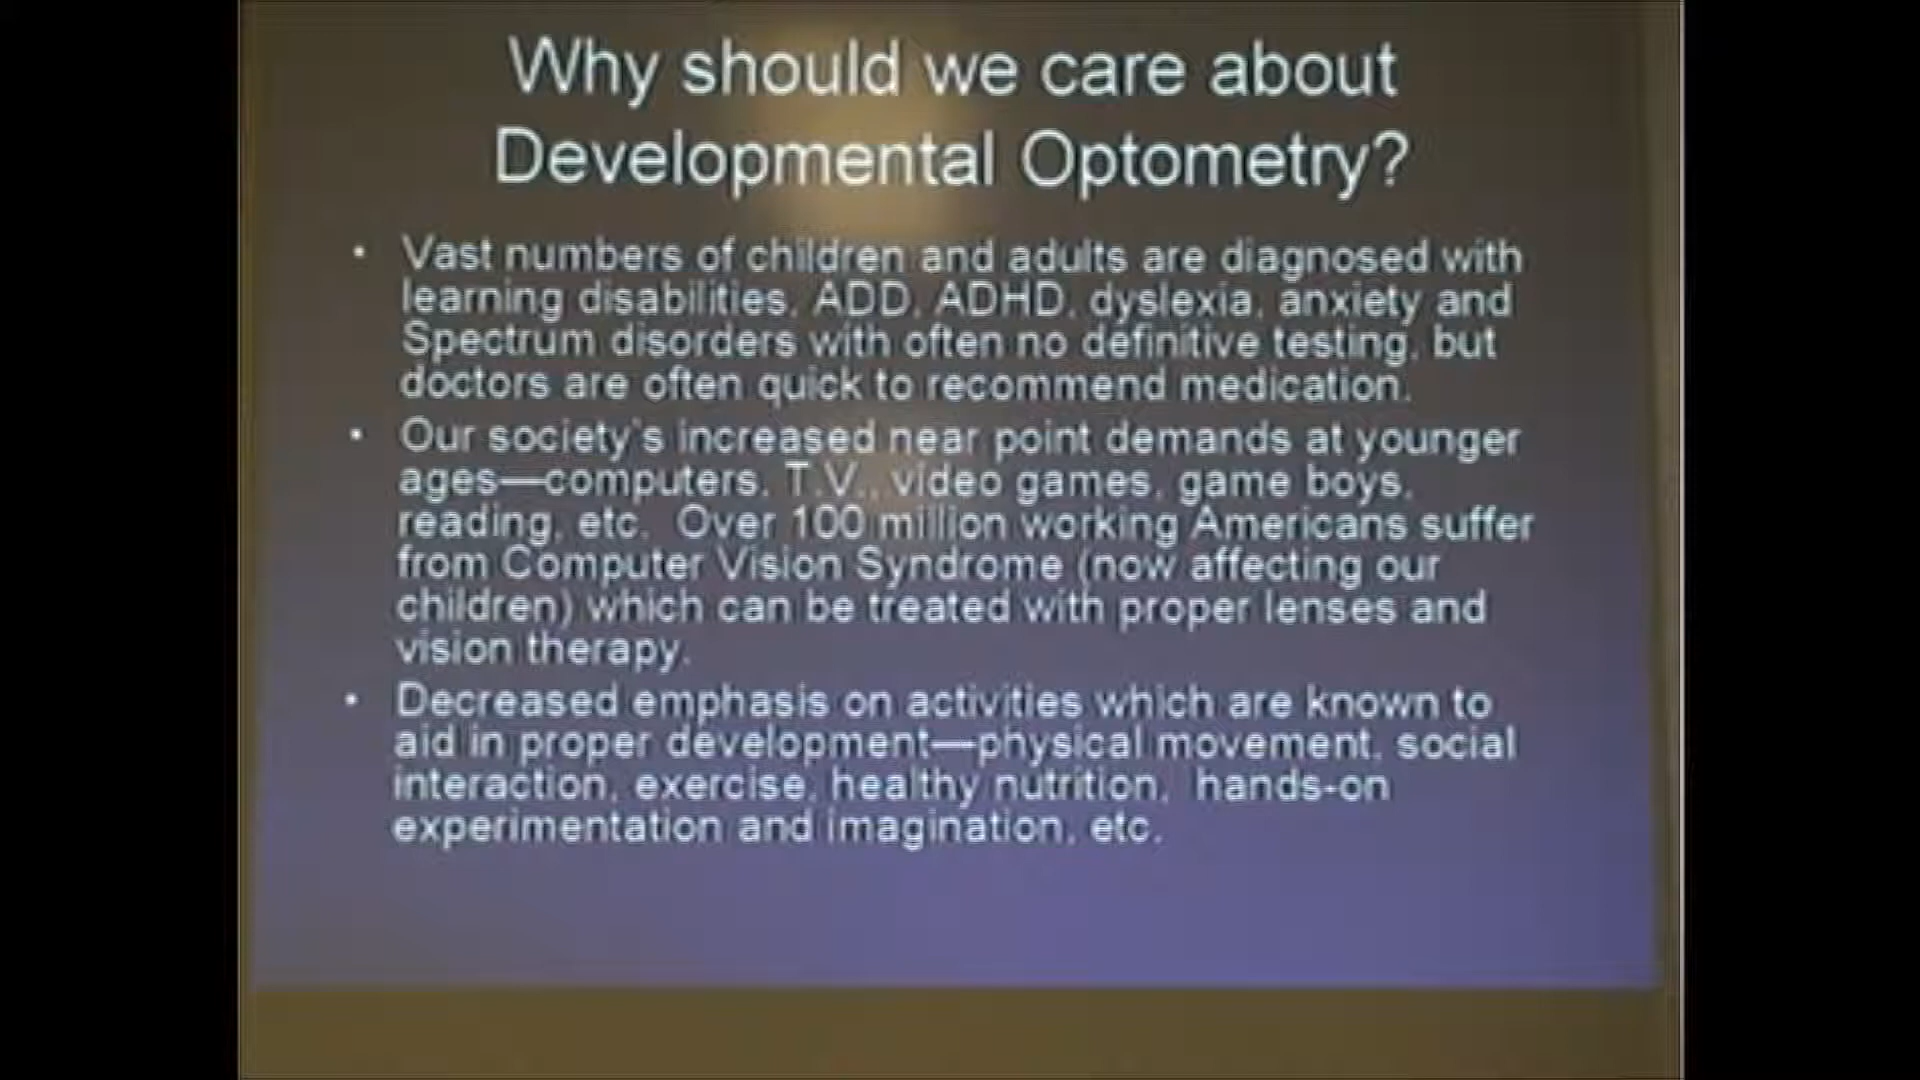 Why should we care about
Developmental Optometry?
• Vast numbers of children and adults are diagnosed with
learning disabilities, ADD, ADHD, dyslexia, anxiety and
Spectrum disorders with often no definitive testing, but
doctors are often quick to recommend medication.
• Our society's increased near point demands at younger
ages—computers, T.V., video games, game boys,
reading, etc. Over 100 million working Americans suffer
from Computer Vision Syndrome (now affecting our
children) which can be treated with proper lenses and
vision therapy.
• Decreased emphasis on activities which are known to
aid in proper development—physical movement, social
interaction, exercise, healthy nutrition, hands-on
experimentation and imagination, etc.